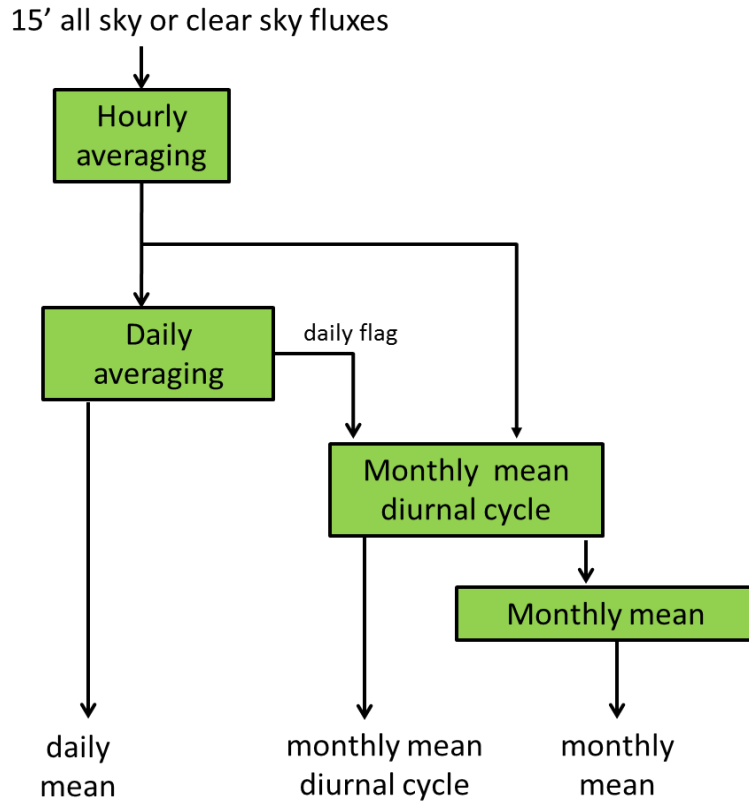 15’ all sky or clear sky fluxes
Hourly
averaging
Daily
averaging
daily flag
Monthly mean
diurnal cycle
Monthly mean
daily
mean
monthly mean
diurnal cycle
monthly
mean